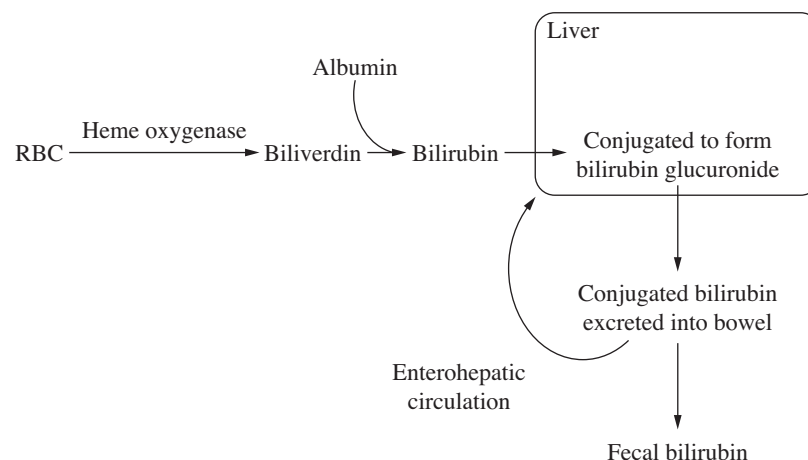 Liver
Albumin
Heme oxygenase
RBC
Biliverdin
Bilirubin
Conjugated to form
bilirubin glucuronide
Conjugated bilirubin
excreted into bowel
Enterohepatic
circulation
Fecal bilirubin